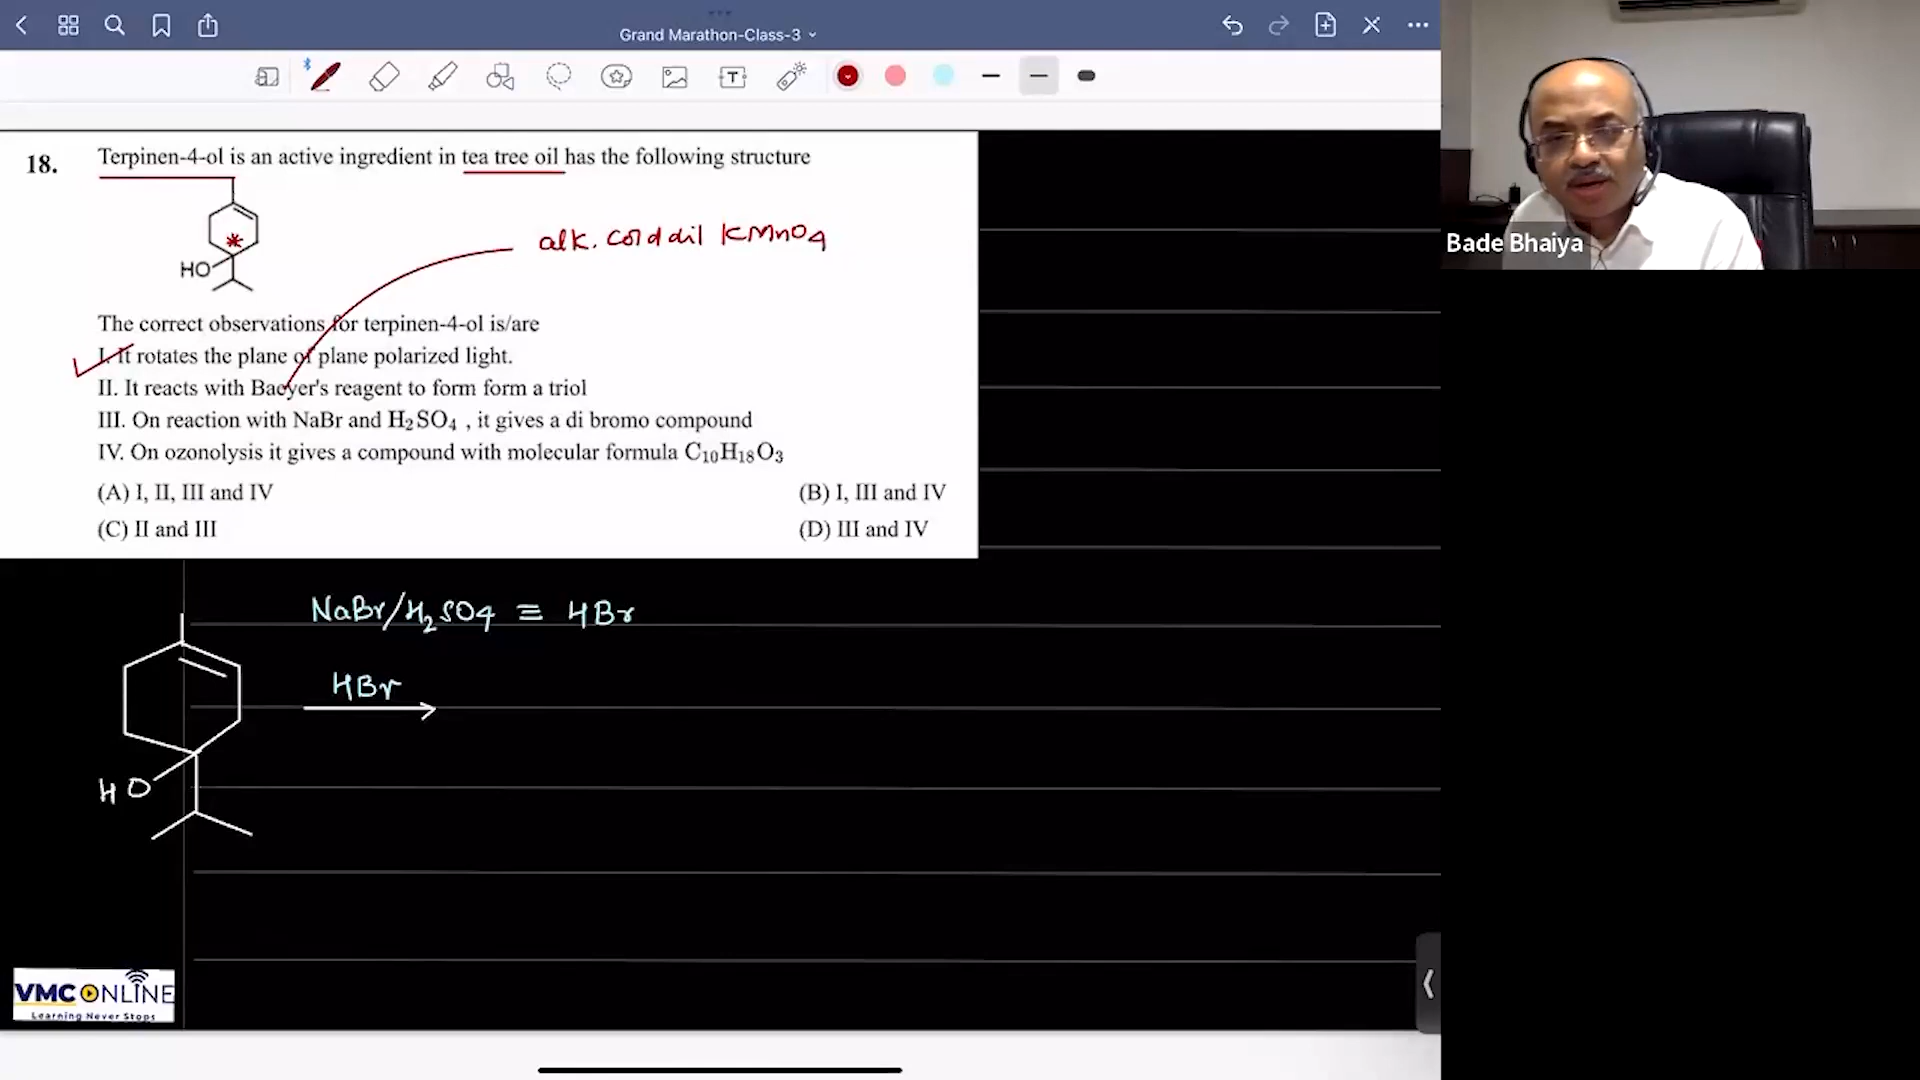 Grand Marathon-Class-3
18. Terpinen-4-ol is an active ingredient in tea tree oil has the following structure
HO
alk. cold dil KMnO4
The correct observations for terpinen-4-ol is/are
I. It rotates the plane of plane polarized light.
II. It reacts with Baeyer's reagent to form form a triol
III. On reaction with NaBr and H₂SO₄ , it gives a di bromo compound
IV. On ozonolysis it gives a compound with molecular formula C₁₀H₁₈O₃
(A) I, II, III and IV (B) I, III and IV
(C) II and III (D) III and IV
NaBr/H₂SO₄ ≡ HBr
HBr
HO
VMC ONLINE
Learning Never Stops
Bade Bhaiya